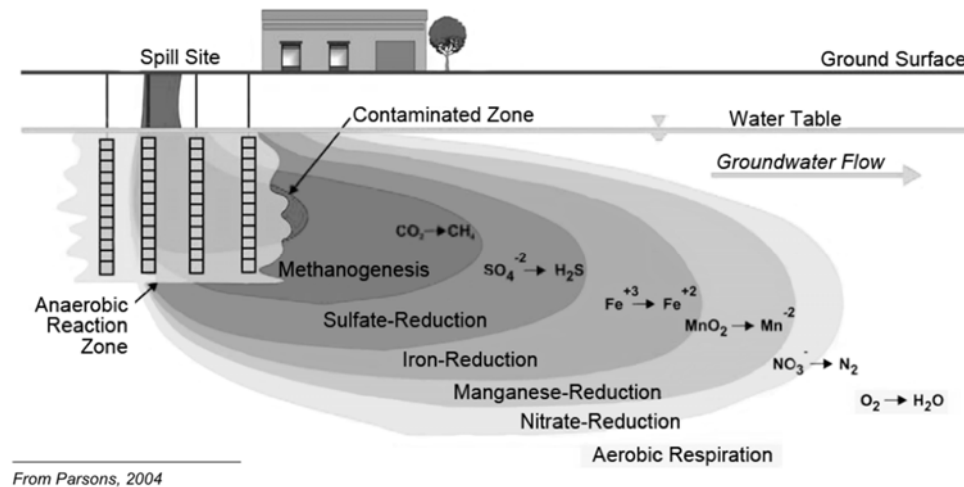 Spill Site
Ground Surface
Contaminated Zone
Water Table
Groundwater Flow
CO₂→CH₄
Methanogenesis
SO₄⁻²→H₂S
Anaerobic
Reaction
Zone
Fe⁺³→Fe⁺²
Sulfate-Reduction
MnO₂→Mn⁻²
Iron-Reduction
NO₃⁻→N₂
Manganese-Reduction
O₂→H₂O
Nitrate-Reduction
Aerobic Respiration
From Parsons, 2004